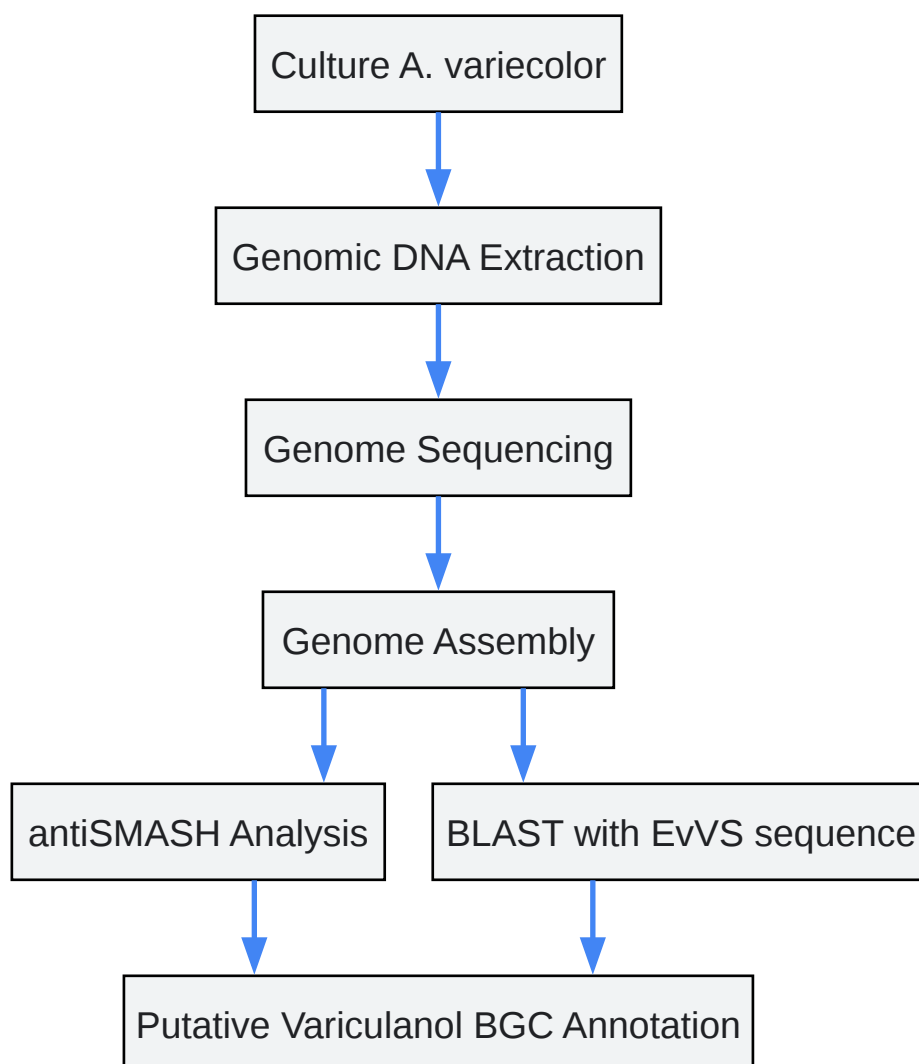 Culture A. variecolor
Genomic DNA Extraction
Genome Sequencing
Genome Assembly
antiSMASH Analysis
BLAST with EvVS sequence
Putative Variculanol BGC Annotation